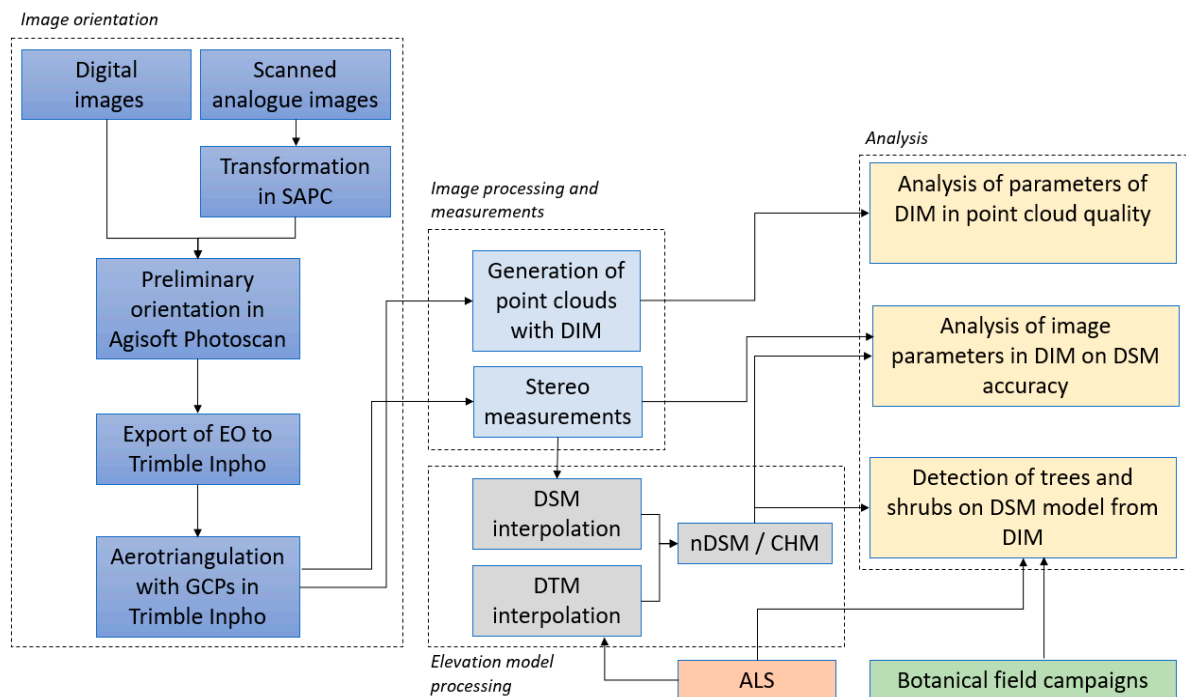 Image orientation
Digital
images
Scanned
analogue images
Transformation
in SAPC
Preliminary
orientation in
Agisoft Photoscan
Export of EO to
Trimble Inpho
Aerotriangulation
with GCPs in
Trimble Inpho
Image processing and
measurements
Generation of
point clouds
with DIM
Stereo
measurements
DSM
interpolation
DTM
interpolation
nDSM / CHM
Elevation model
processing
ALS
Analysis
Analysis of parameters of
DIM in point cloud quality
Analysis of image
parameters in DIM on DSM
accuracy
Detection of trees and
shrubs on DSM model from
DIM
Botanical field campaigns